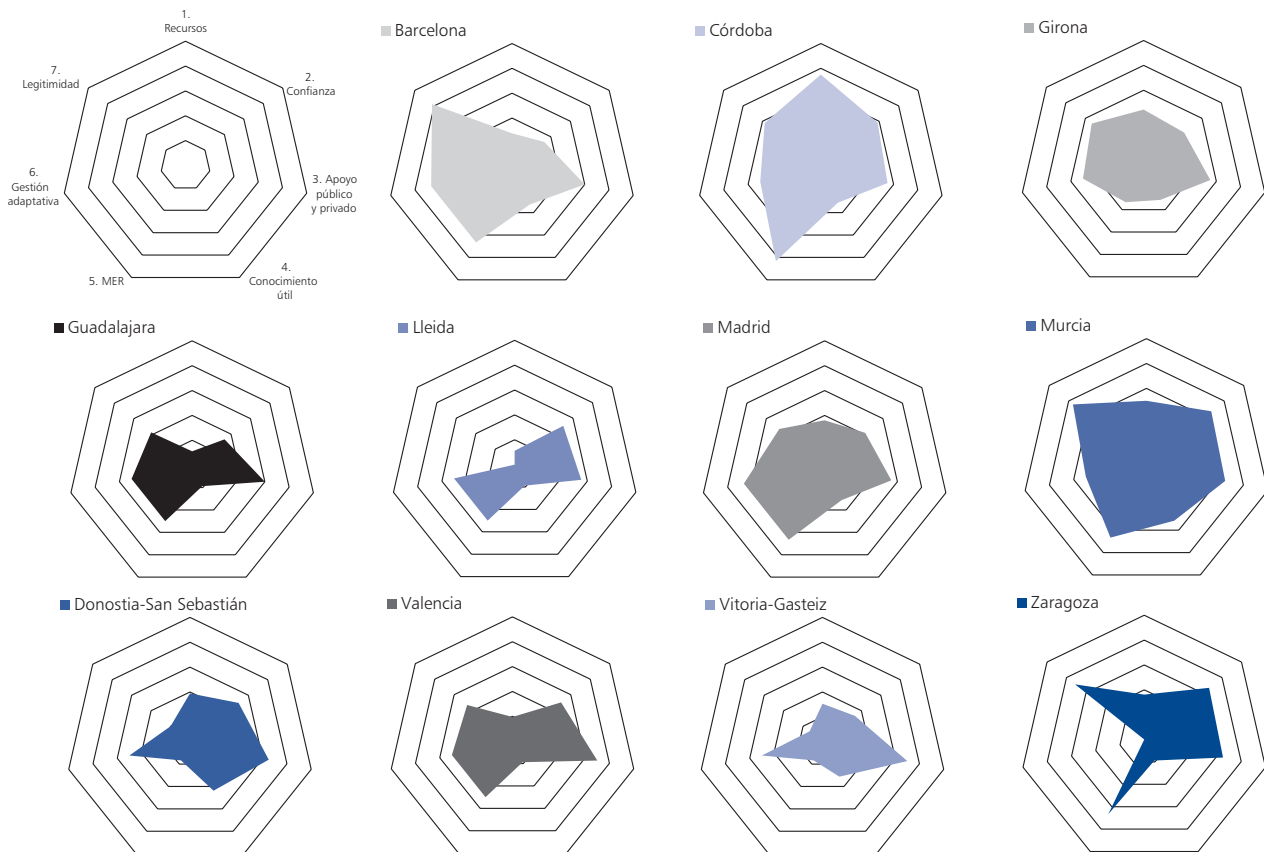 1.
Recursos
2.
Confianza
3. Apoyo
público
y privado
4.
Conocimiento
útil
5. MER
6.
Gestión
adaptativa
7.
Legitimidad
Barcelona
Córdoba
Girona
Guadalajara
Lleida
Madrid
Murcia
Donostia-San Sebastián
Valencia
Vitoria-Gasteiz
Zaragoza